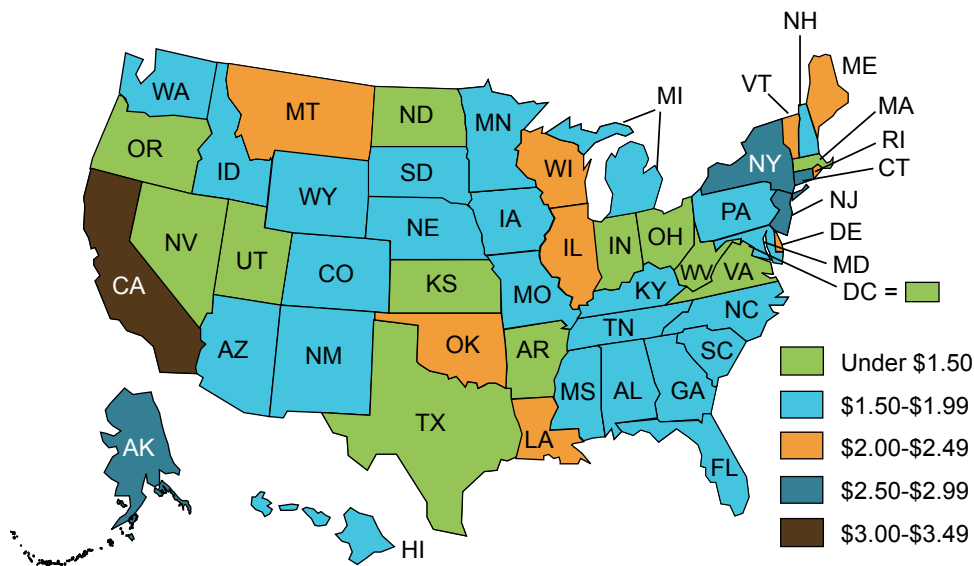 NH
VT
ME
WA
MT
ND
MN
MI
MA
OR
RI
ID
SD
WI
NY
CT
WY
NJ
IA
PA
NE
DE
NV
UT
IL
IN
OH
MD
CO
WV
VA
CA
KS
MO
KY
DC =
NC
TN
AZ
NM
OK
AR
SC
Under $1.50
MS
AL
GA
$1.50-$1.99
TX
LA
$2.00-$2.49
AK
FL
$2.50-$2.99
HI
$3.00-$3.49